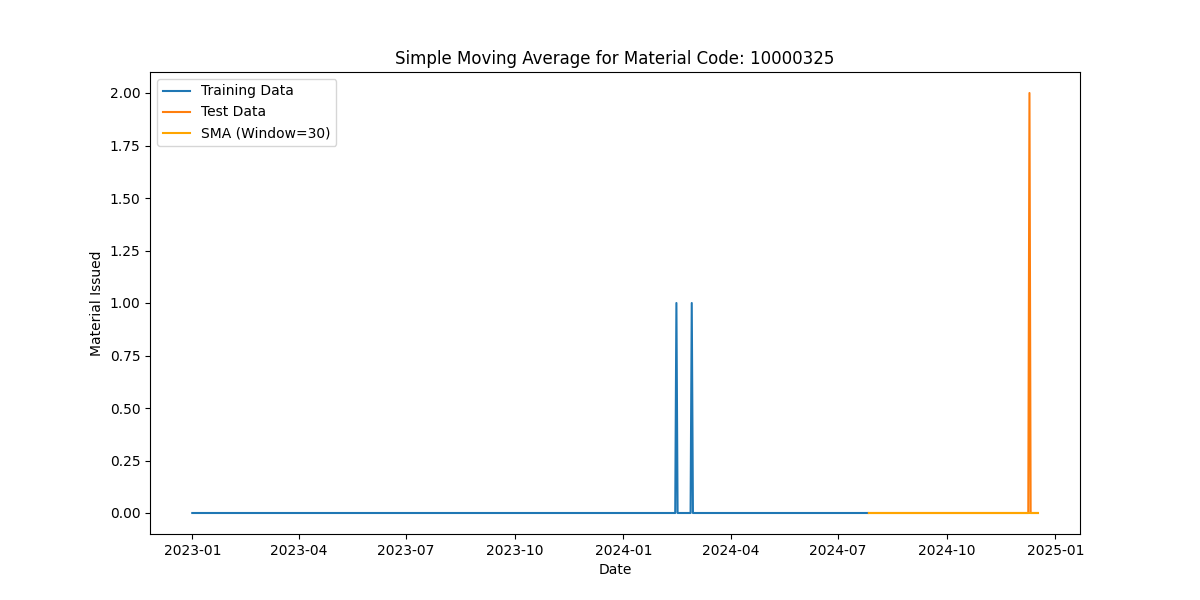 Simple Moving Average for Material Code: 10000325
Training Data
Test Data
SMA (Window=30)
Material Issued
2.00
1.75
1.50
1.25
1.00
0.75
0.50
0.25
0.00
2023-01 2023-04 2023-07 2023-10 2024-01 2024-04 2024-07 2024-10 2025-01
Date